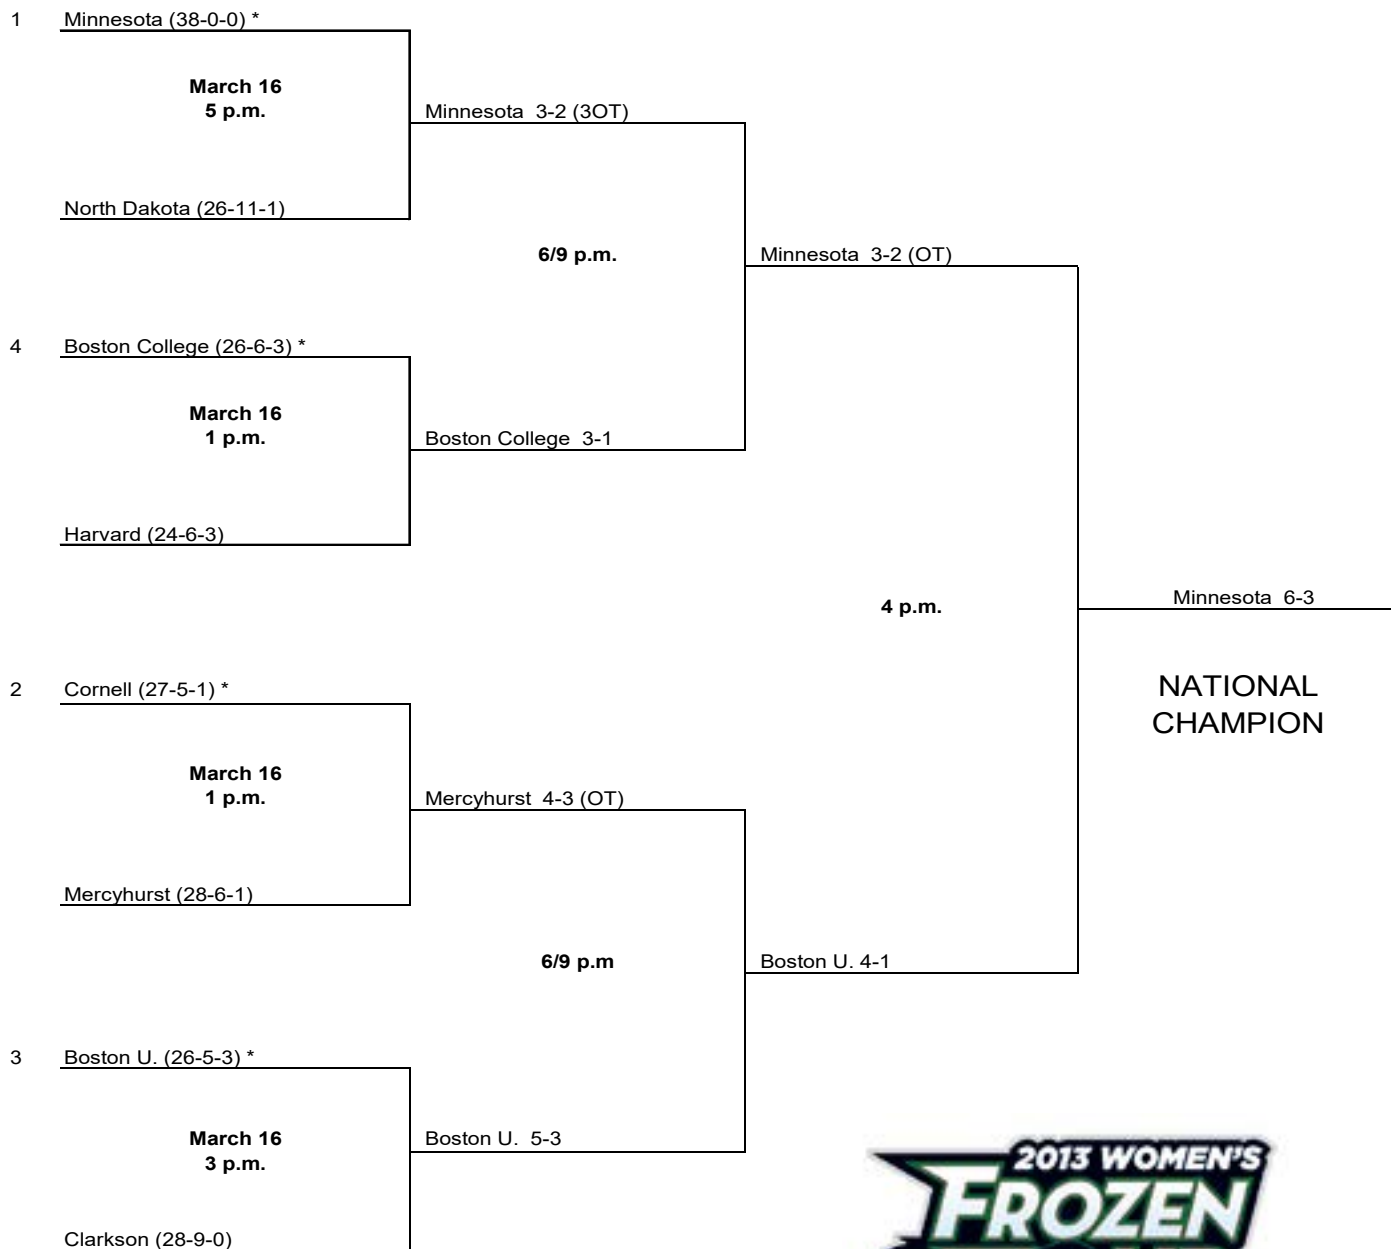 1 Minnesota (38-0-0) *
March 16
5 p.m.
Minnesota 3-2 (3OT)
North Dakota (26-11-1)
6/9 p.m.
Minnesota 3-2 (OT)
4 Boston College (26-6-3) *
March 16
1 p.m.
Boston College 3-1
Harvard (24-6-3)
4 p.m.
Minnesota 6-3
NATIONAL
CHAMPION
2 Cornell (27-5-1) *
March 16
1 p.m.
Mercyhurst 4-3 (OT)
Mercyhurst (28-6-1)
6/9 p.m
Boston U. 4-1
3 Boston U. (26-5-3) *
March 16
3 p.m.
Boston U. 5-3
Clarkson (28-9-0)
2013 WOMEN'S
FROZEN